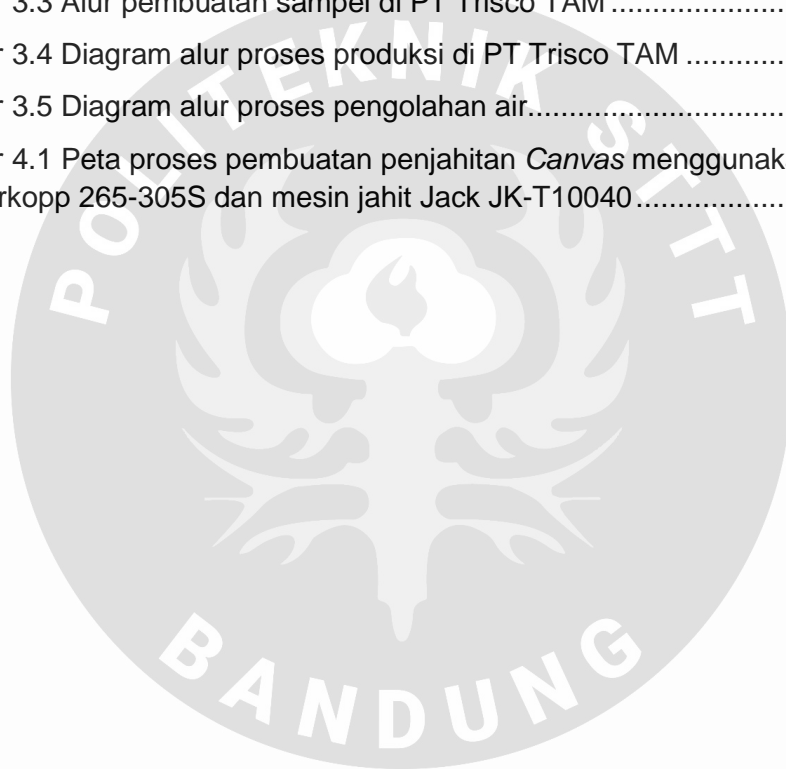 r 3.3 Alur pembuatan sampel di PT Trisco TAM ....................
r 3.4 Diagram alur proses produksi di PT Trisco TAM ............
r 3.5 Diagram alur proses pengolahan air..............................
r 4.1 Peta proses pembuatan penjahitan Canvas menggunak
rkopp 265-305S dan mesin jahit Jack JK-T10040..................
POLITEKNIK STTT
BANDUNG